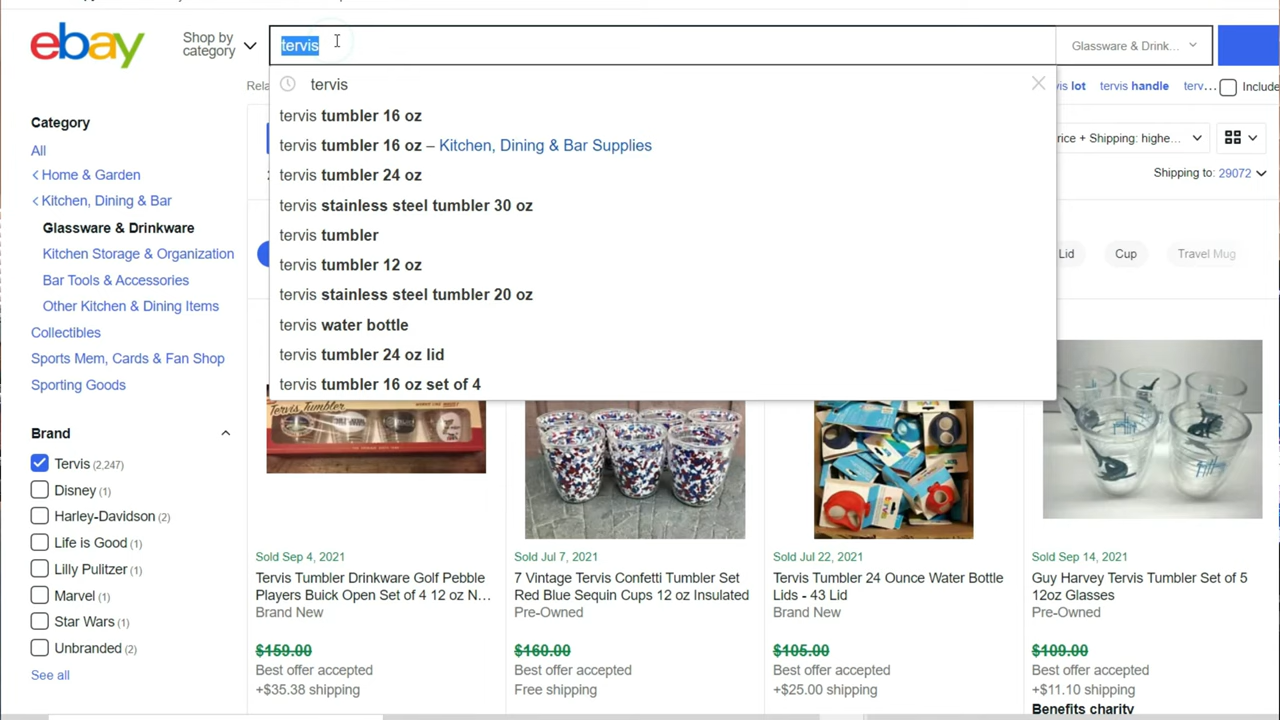 ebay
Shop by
category
tervis
Glassware & Drink...
tervis
tervis tumbler 16 oz
tervis tumbler 16 oz – Kitchen, Dining & Bar Supplies
tervis tumbler 24 oz
tervis stainless steel tumbler 30 oz
tervis tumbler
tervis tumbler 12 oz
tervis stainless steel tumbler 20 oz
tervis water bottle
tervis tumbler 24 oz lid
tervis tumbler 16 oz set of 4
Rela
vis lot
tervis handle
terv...
Include
rice + Shipping: highe...
Shipping to: 29072
Lid
Cup
Travel Mug
Category
All
< Home & Garden
< Kitchen, Dining & Bar
Glassware & Drinkware
Kitchen Storage & Organization
Bar Tools & Accessories
Other Kitchen & Dining Items
Collectibles
Sports Mem, Cards & Fan Shop
Sporting Goods
Brand
Tervis (2,247)
Disney (1)
Harley-Davidson (2)
Life is Good (1)
Lilly Pulitzer (1)
Marvel (1)
Star Wars (1)
Unbranded (2)
See all
Tervis Tumbler
Sold Sep 4, 2021
Tervis Tumbler Drinkware Golf Pebble
Players Buick Open Set of 4 12 oz N...
Brand New
$159.00
Best offer accepted
+$35.38 shipping
Sold Jul 7, 2021
7 Vintage Tervis Confetti Tumbler Set
Red Blue Sequin Cups 12 oz Insulated
Pre-Owned
$160.00
Best offer accepted
Free shipping
Sold Jul 22, 2021
Tervis Tumbler 24 Ounce Water Bottle
Lids - 43 Lid
Brand New
$105.00
Best offer accepted
+$25.00 shipping
Sold Sep 14, 2021
Guy Harvey Tervis Tumbler Set of 5
12oz Glasses
Pre-Owned
$109.00
Best offer accepted
+$11.10 shipping
Benefits charity